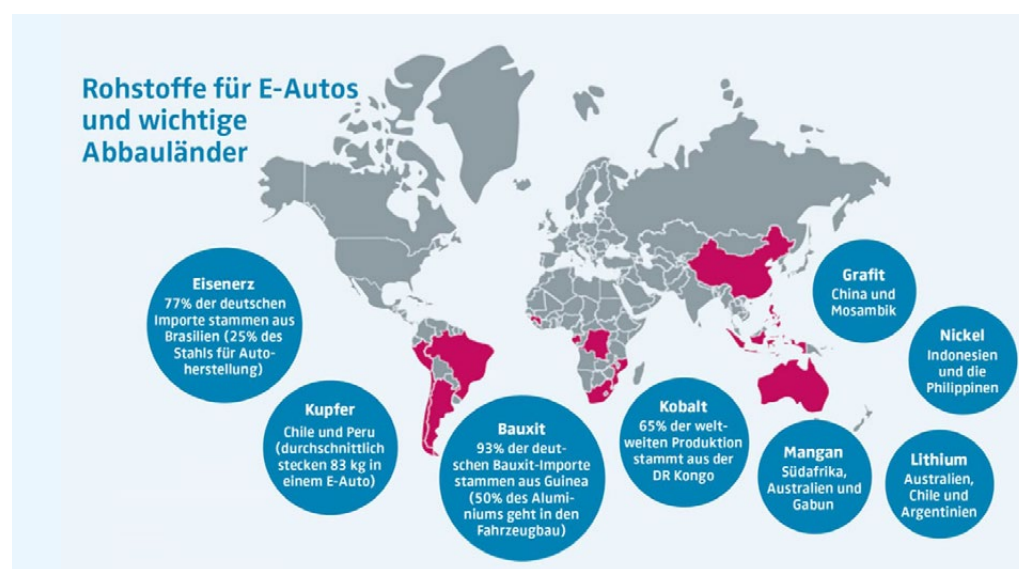 Rohstoffe für E-Autos
und wichtige
Abbauländer
Eisenerz
77% der deutschen
Importe stammen aus
Brasilien (25% des
Stahls für Auto-
herstellung)
Kupfer
Chile und Peru
(durchschnittlich
stecken 83 kg in
einem E-Auto)
Bauxit
93% der deut-
schen Bauxit-Importe
stammen aus Guinea
(50% des Alumi-
niums geht in den
Fahrzeugbau)
Kobalt
65% der welt-
weiten Produktion
stammt aus der
DR Kongo
Mangan
Südafrika,
Australien und
Gabun
Grafit
China und
Mosambik
Nickel
Indonesien
und die
Philippinen
Lithium
Australien,
Chile und
Argentinien